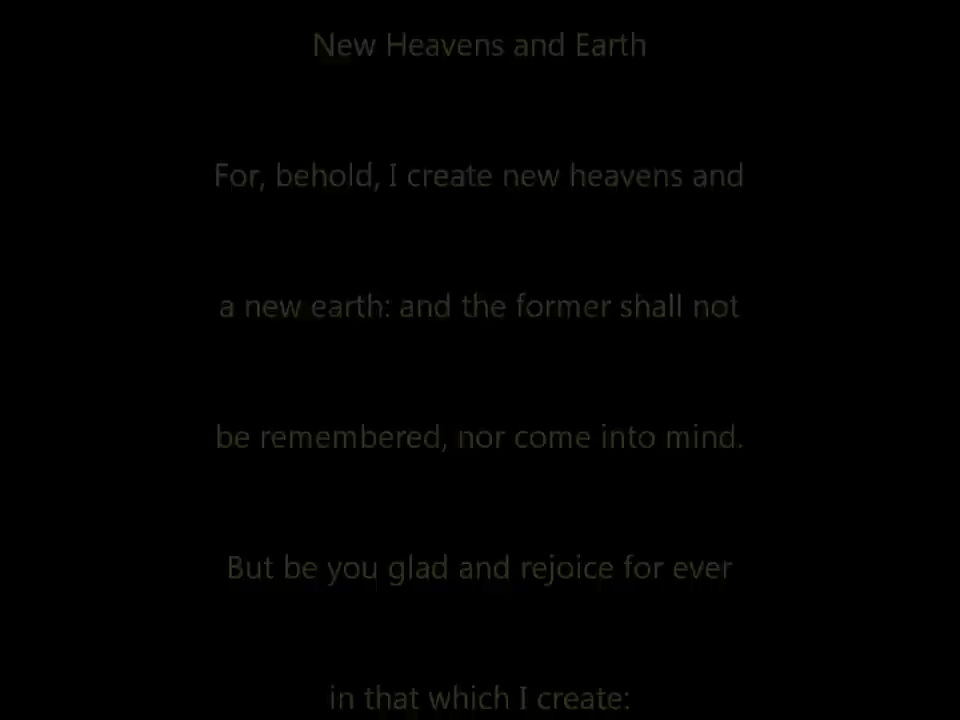 New Heavens and Earth
For, behold, I create new heavens and
a new earth: and the former shall not
be remembered, nor come into mind.
But be you glad and rejoice for ever
in that which I create: